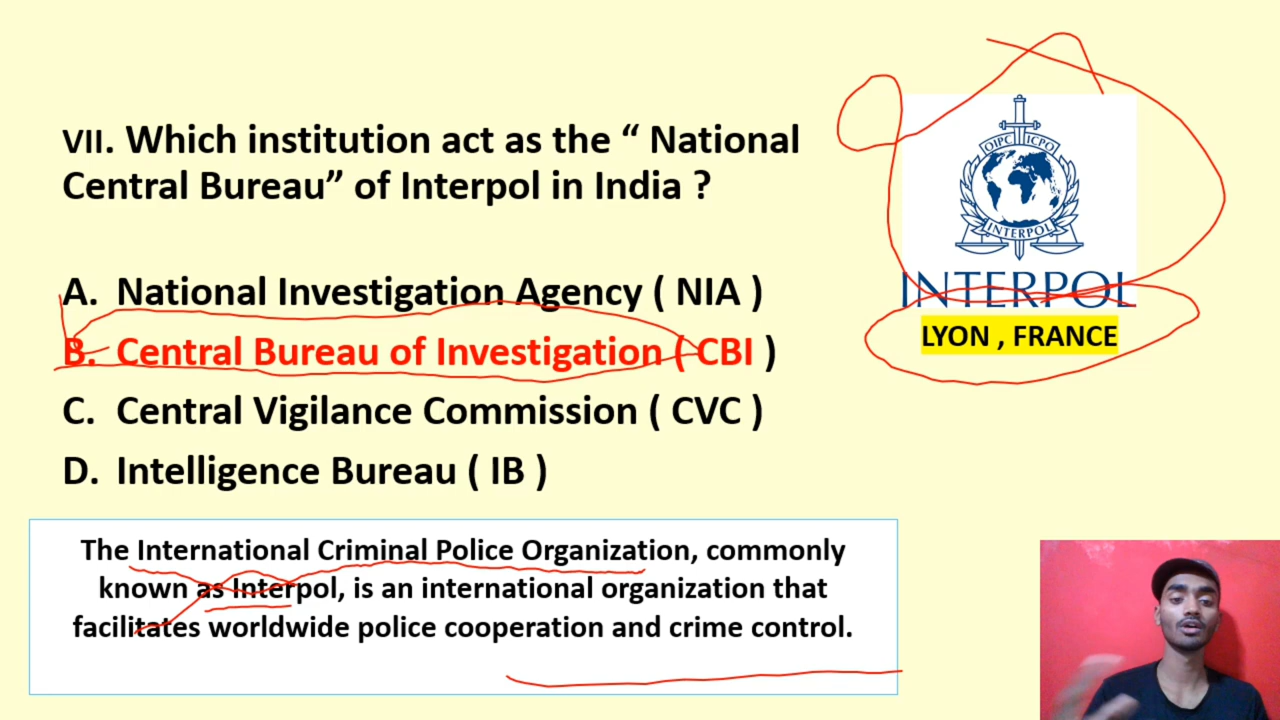 VII. Which institution act as the “ National
Central Bureau” of Interpol in India ?
A. National Investigation Agency ( NIA )
B. Central Bureau of Investigation ( CBI )
C. Central Vigilance Commission ( CVC )
D. Intelligence Bureau ( IB )
The International Criminal Police Organization, commonly
known as Interpol, is an international organization that
facilitates worldwide police cooperation and crime control.
OIPC ICPO
INTERPOL
INTERPOL
LYON , FRANCE